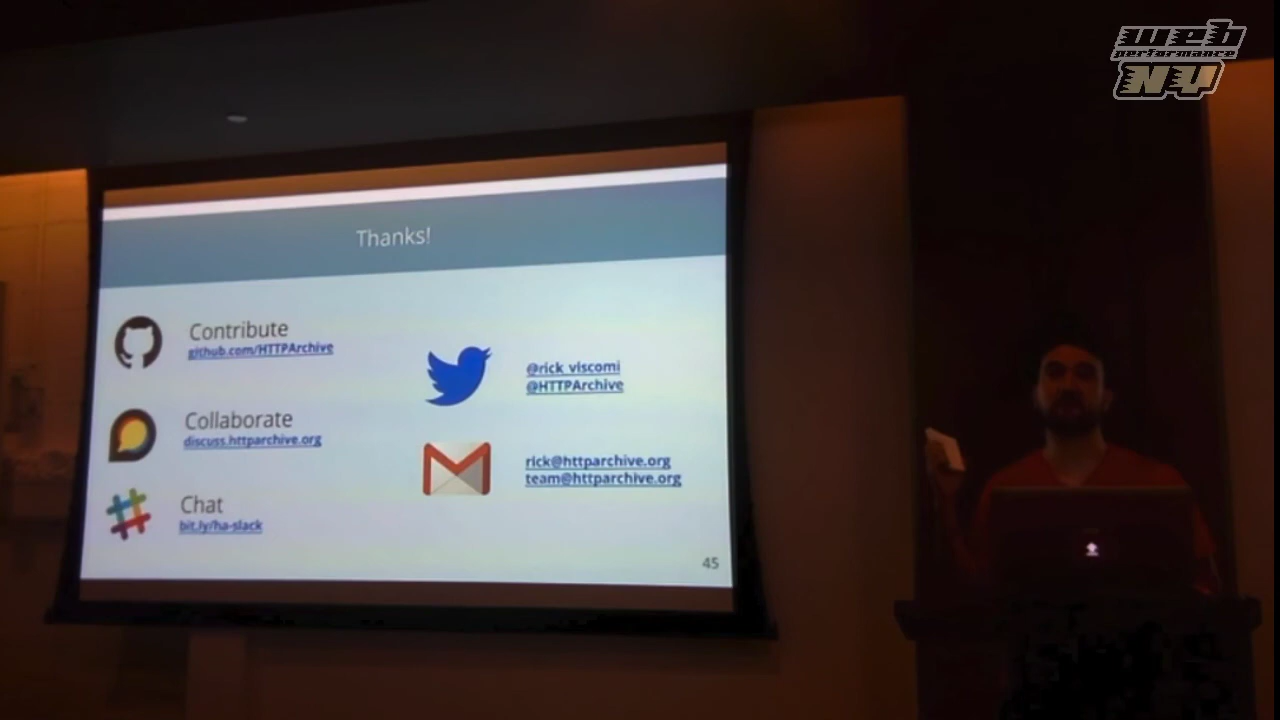 web
performance
NY
Thanks!
Contribute
github.com/HTTPArchive
Collaborate
discuss.httparchive.org
Chat
bit.ly/ha-slack
@rick_viscomi
@HTTPArchive
rick@httparchive.org
team@httparchive.org
45